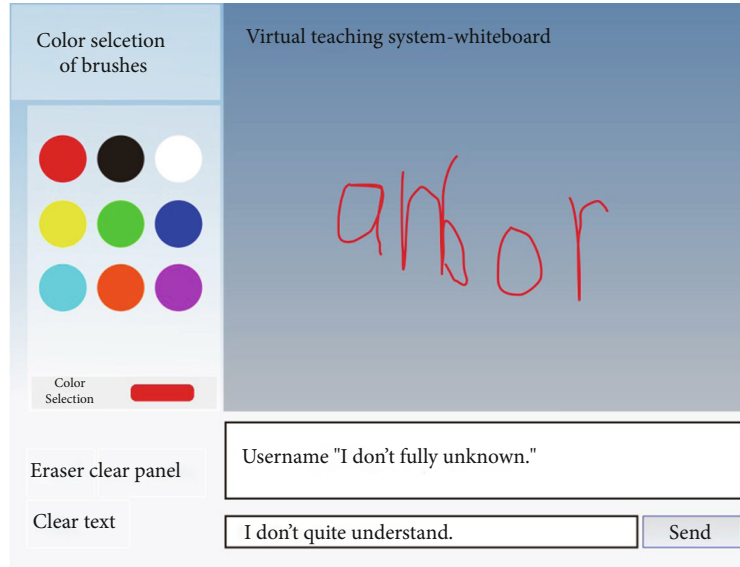 Color selcetion
of brushes
Virtual teaching system-whiteboard
Color
Selection
Eraser clear panel
Username "I don’t fully unknown."
Clear text
I don’t quite understand.
Send